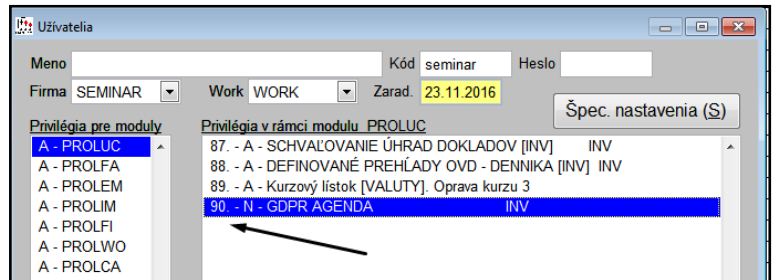 Užívatelia
Meno Kód seminar Heslo
Firma SEMINAR Work WORK Zarad. 23.11.2016 Špec. nastavenia (S)
Privilégia pre moduly Privilégia v rámci modulu PROLUC
A - PROLUC 87. - A - SCHVAĽOVANIE ÚHRAD DOKLADOV [INV] INV
A - PROLFA 88. - A - DEFINOVANÉ PREHĽADY OVD - DENNIKA [INV] INV
A - PROLEM 89. - A - Kurzový lístok [VALUTY]. Oprava kurzu 3
A - PROLIM 90. - N - GDPR AGENDA INV
A - PROLFI
A - PROLWO
A - PROLCA